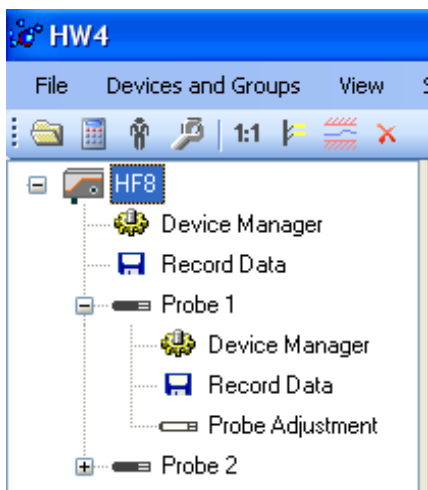 HW4
File Devices and Groups View
1:1
HF8
Device Manager
Record Data
Probe 1
Device Manager
Record Data
Probe Adjustment
Probe 2